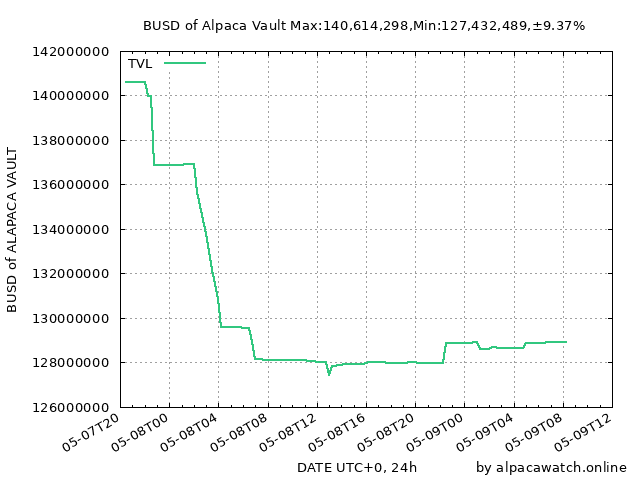 BUSD of Alpaca Vault Max:140,614,298,Min:127,432,489,±9.37%
TVL
142000000
140000000
138000000
136000000
134000000
132000000
130000000
128000000
126000000
BUSD of ALAPACA VAULT
05-07T20
05-08T00
05-08T04
05-08T08
05-08T12
05-08T16
05-08T20
05-09T00
05-09T04
05-09T08
05-09T12
DATE UTC+0, 24h
by alpacawatch.online